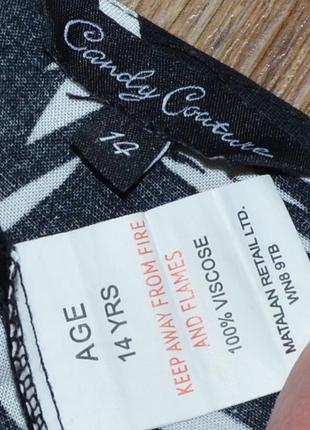 Candy Couture
14
AGE
14 YRS
KEEP AWAY FROM FIRE
AND FLAMES
100% VISCOSE
MATALAN RETAIL LTD.
WN8 9TB